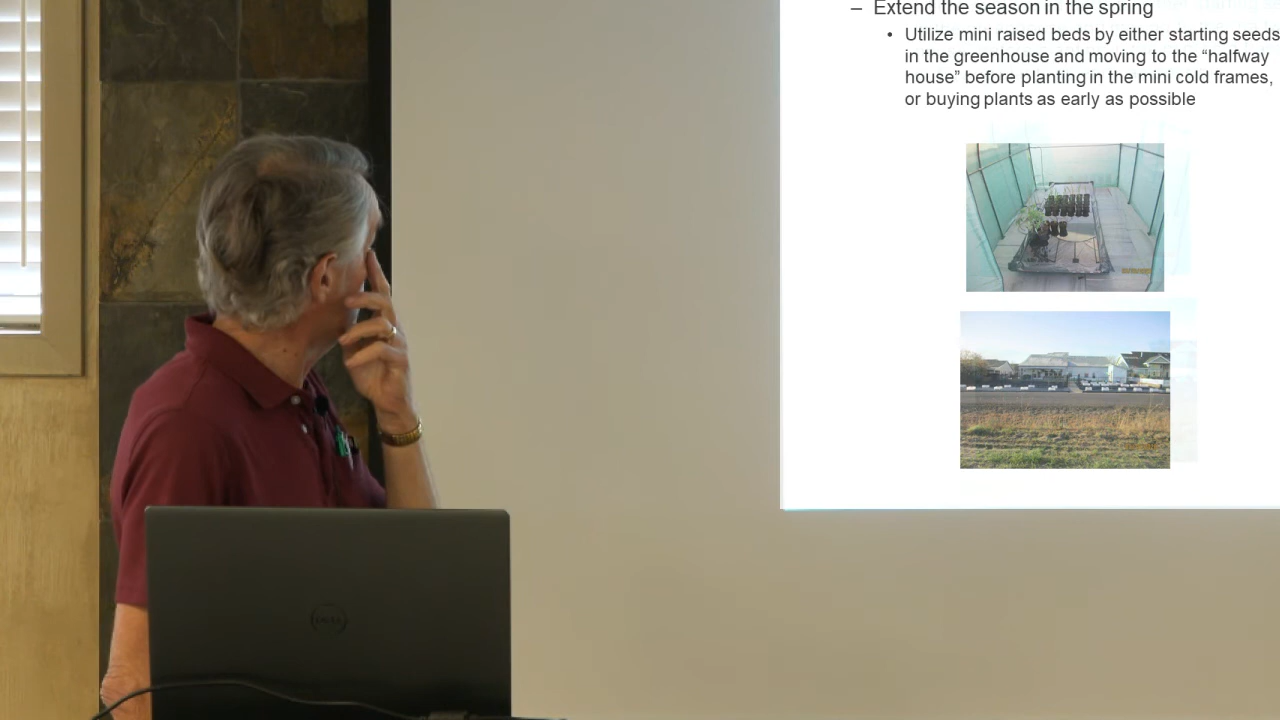 – Extend the season in the spring
• Utilize mini raised beds by either starting seeds
in the greenhouse and moving to the “halfway
house” before planting in the mini cold frames,
or buying plants as early as possible
DELL